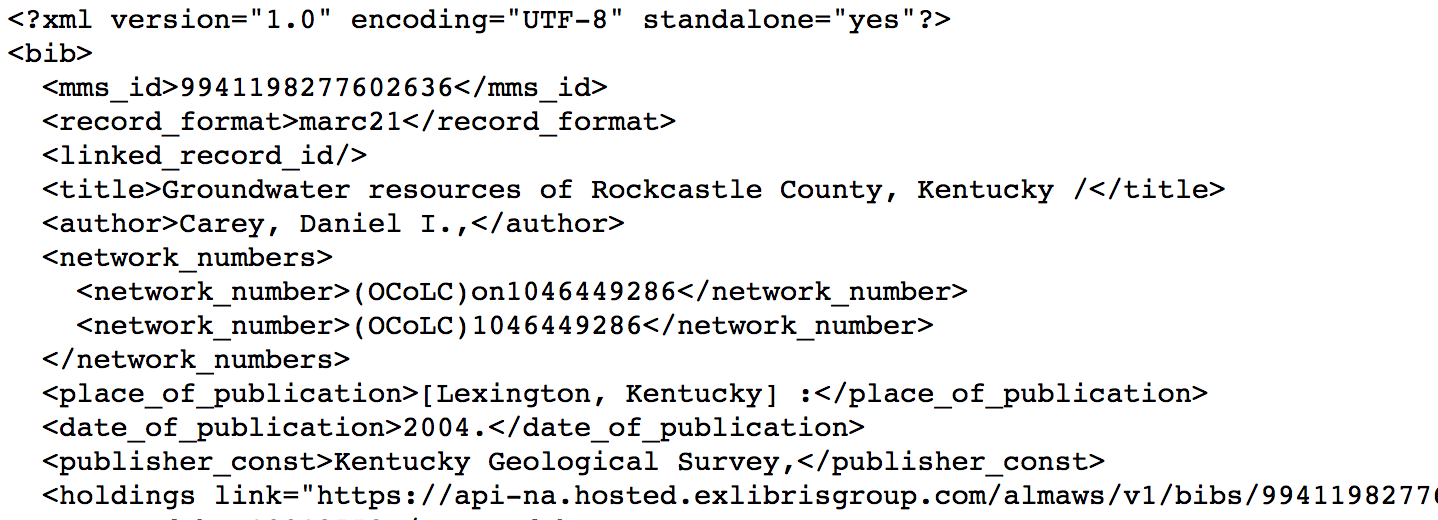 <?xml version="1.0" encoding="UTF-8" standalone="yes"?>
<bib>
  <mms_id>9941198277602636</mms_id>
  <record_format>marc21</record_format>
  <linked_record_id/>
  <title>Groundwater resources of Rockcastle County, Kentucky /</title>
  <author>Carey, Daniel I.,</author>
  <network_numbers>
    <network_number>(OCoLC)on1046449286</network_number>
    <network_number>(OCoLC)1046449286</network_number>
  </network_numbers>
  <place_of_publication>[Lexington, Kentucky] :</place_of_publication>
  <date_of_publication>2004.</date_of_publication>
  <publisher_const>Kentucky Geological Survey,</publisher_const>
  <holdings link="https://api-na.hosted.exlibrisgroup.com/almaws/v1/bibs/99411982776